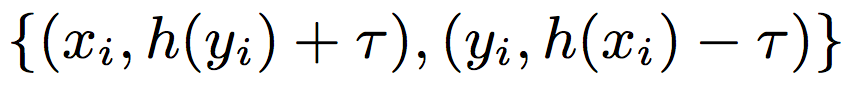 {(x_i, h(y_i) + τ), (y_i, h(x_i) − τ)}